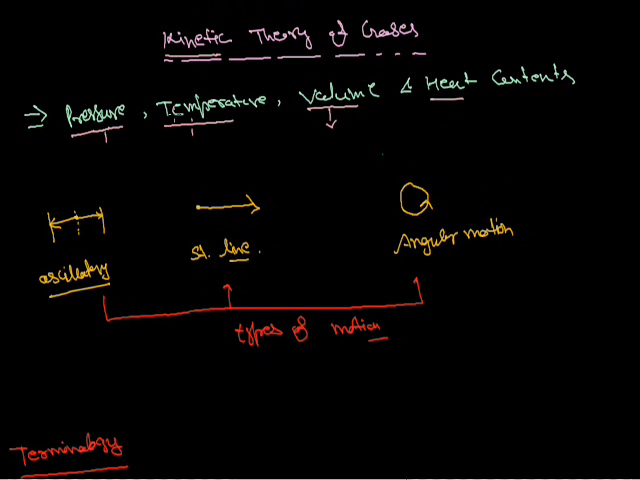 Kinetic Theory of Gases
⇒ Pressure, Temperature, Volume & Heat Contents
oscillatory
st. line.
Angular motion
types of motion
Terminology